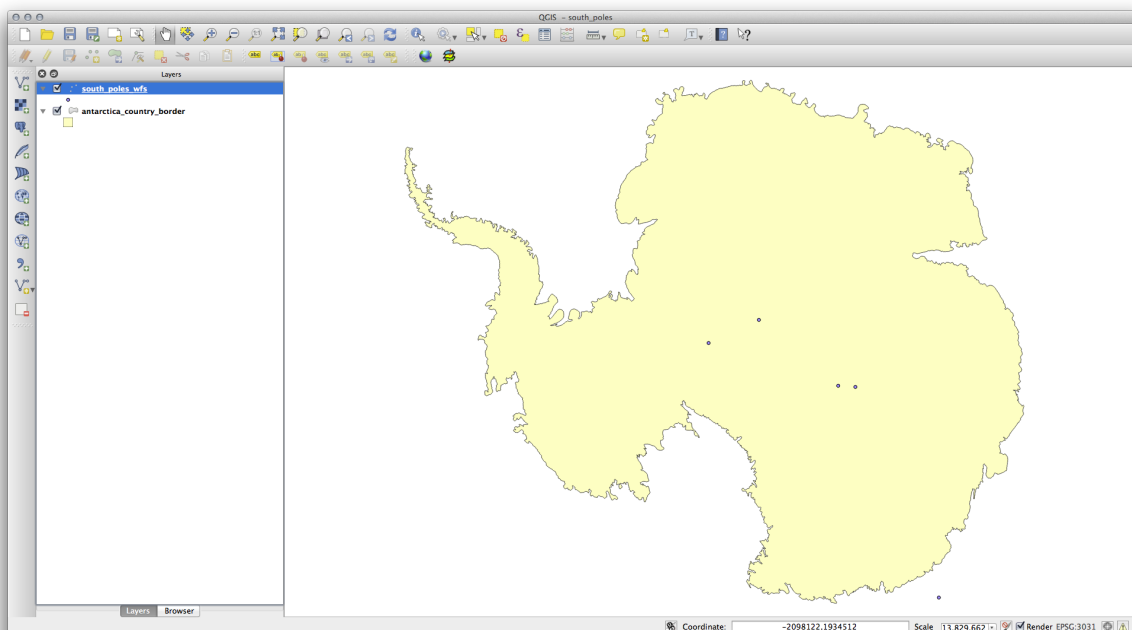 QGIS - south_poles
Layers
south_poles_wfs
antarctica_country_border
Layers Browser
Coordinate: -2098122,1934512 Scale 13,829,662 Render EPSG:3031